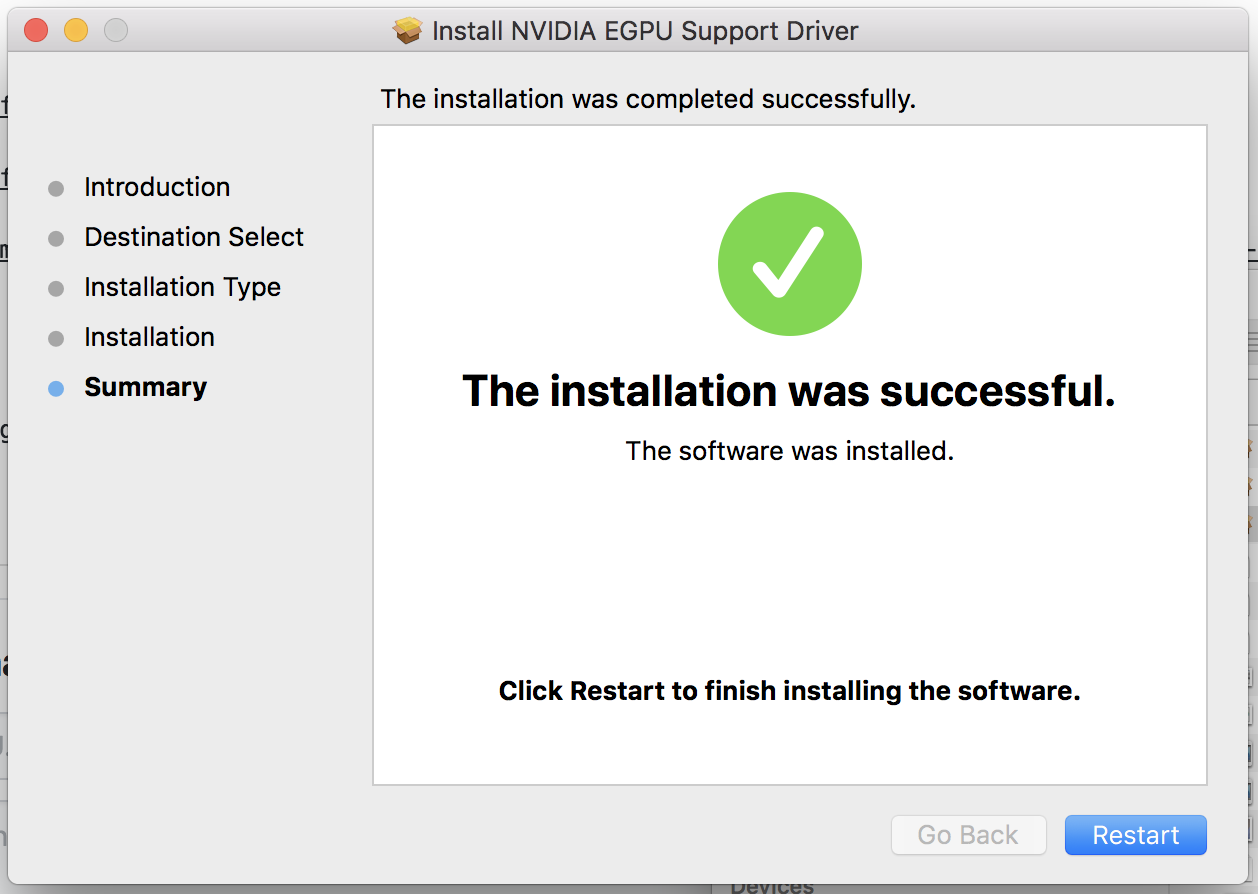 Install NVIDIA EGPU Support Driver
The installation was completed successfully.
Introduction
Destination Select
Installation Type
Installation
Summary
The installation was successful.
The software was installed.
Click Restart to finish installing the software.
Go Back
Restart
Devices